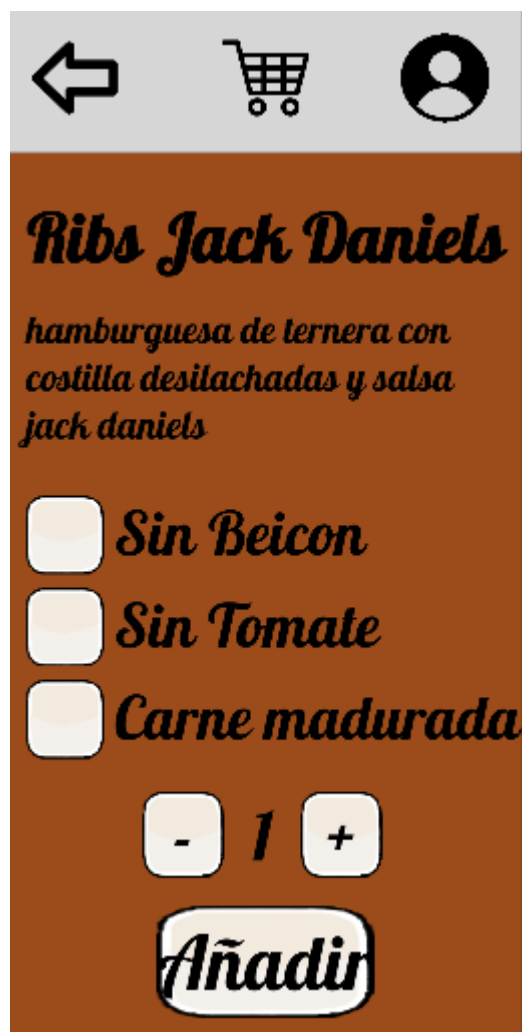 Ribs Jack Daniels
hamburguesa de ternera con
costilla desilachadas y salsa
jack daniels
Sin Beicon
Sin Tomate
Carne madurada
- 1 +
Añadir